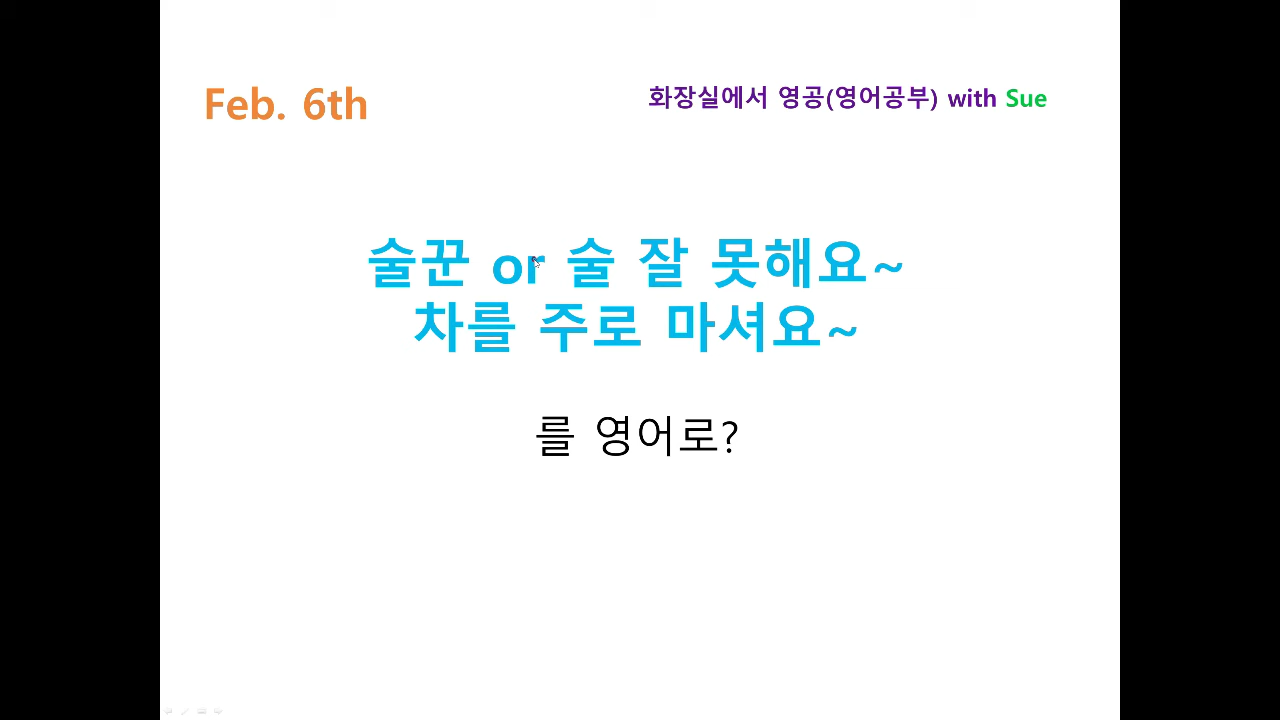 Feb. 6th
화장실에서 영공(영어공부) with Sue
술꾼 or 술 잘 못해요~
차를 주로 마셔요~
를 영어로?